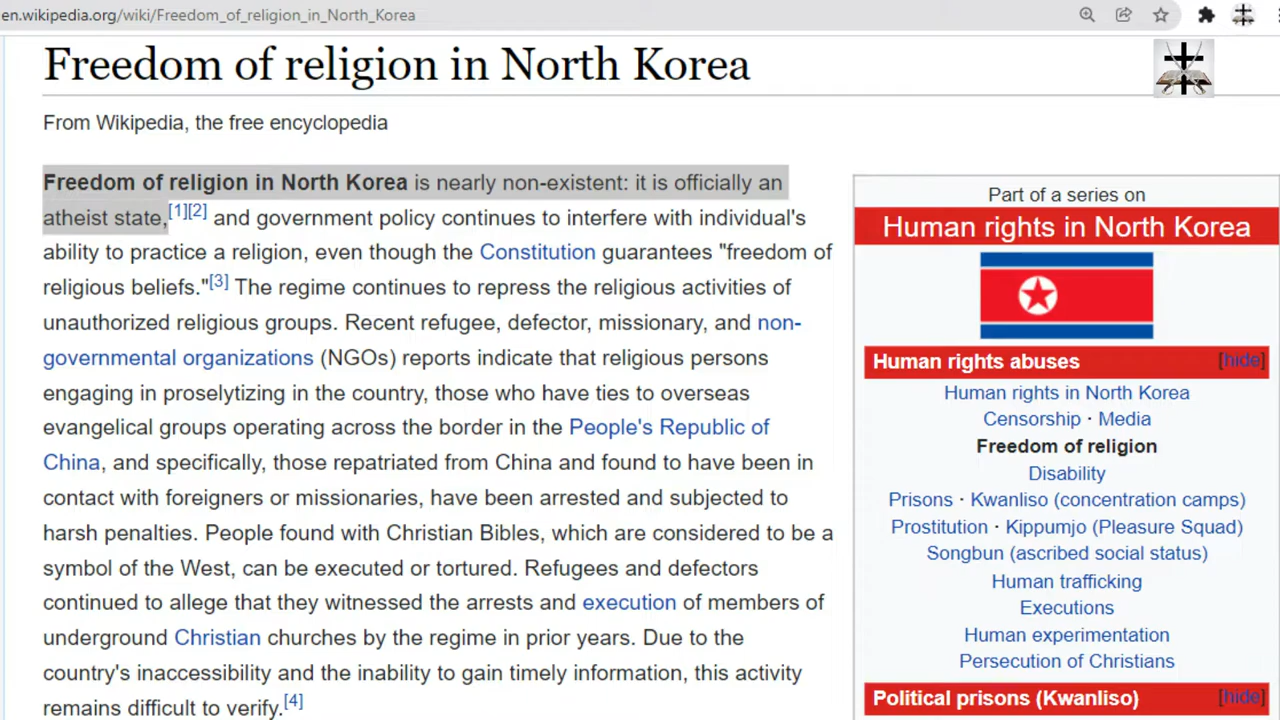 en.wikipedia.org/wiki/Freedom_of_religion_in_North_Korea
Freedom of religion in North Korea
From Wikipedia, the free encyclopedia
Freedom of religion in North Korea is nearly non-existent: it is officially an
atheist state,[1][2] and government policy continues to interfere with individual's
ability to practice a religion, even though the Constitution guarantees "freedom of
religious beliefs."[3] The regime continues to repress the religious activities of
unauthorized religious groups. Recent refugee, defector, missionary, and non-
governmental organizations (NGOs) reports indicate that religious persons
engaging in proselytizing in the country, those who have ties to overseas
evangelical groups operating across the border in the People's Republic of
China, and specifically, those repatriated from China and found to have been in
contact with foreigners or missionaries, have been arrested and subjected to
harsh penalties. People found with Christian Bibles, which are considered to be a
symbol of the West, can be executed or tortured. Refugees and defectors
continued to allege that they witnessed the arrests and execution of members of
underground Christian churches by the regime in prior years. Due to the
country's inaccessibility and the inability to gain timely information, this activity
remains difficult to verify.[4]
Part of a series on
Human rights in North Korea
Human rights abuses [hide]
Human rights in North Korea
Censorship · Media
Freedom of religion
Disability
Prisons · Kwanliso (concentration camps)
Prostitution · Kippumjo (Pleasure Squad)
Songbun (ascribed social status)
Human trafficking
Executions
Human experimentation
Persecution of Christians
Political prisons (Kwanliso) [hide]